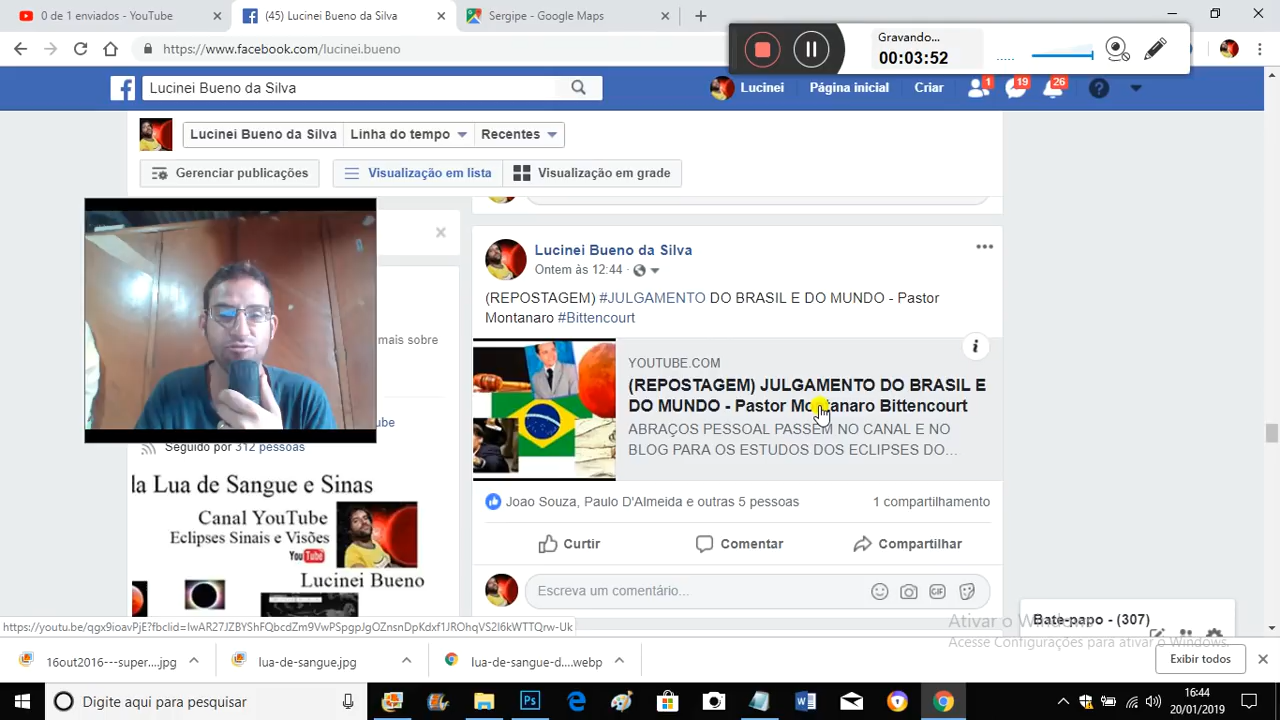 0 de 1 enviados - YouTube
(45) Lucinei Bueno da Silva
Sergipe - Google Maps
Gravando...
00:03:52
https://www.facebook.com/lucinei.bueno
Lucinei Bueno da Silva
Lucinei
Página inicial
Criar
1
19
26
Lucinei Bueno da Silva
Linha do tempo
Recentes
Gerenciar publicações
Visualização em lista
Visualização em grade
Lucinei Bueno da Silva
Ontem às 12:44
(REPOSTAGEM) #JULGAMENTO DO BRASIL E DO MUNDO - Pastor
Montanaro #Bittencourt
YOUTUBE.COM
(REPOSTAGEM) JULGAMENTO DO BRASIL E
DO MUNDO - Pastor Montanaro Bittencourt
ABRAÇOS PESSOAL PASSEM NO CANAL E NO
BLOG PARA OS ESTUDOS DOS ECLIPSES DO...
Joao Souza, Paulo D'Almeida e outras 5 pessoas
1 compartilhamento
Curtir
Comentar
Compartilhar
Escreva um comentário...
GIF
mais sobre
Seguido por 312 pessoas
la Lua de Sangue e Sinas
Canal YouTube
Eclipses Sinais e Visões
YouTube
Lucinei Bueno
Bate-papo - (307)
Ativar o Windows
Acesse Configurações para ativar o Windows.
https://youtu.be/qgx9ioavPjE?fbclid=IwAR27JZBYShFQbcdZm9VwPSpgpJgOZnsnDpKdxf1JROhqVS2I6kWTTQrw-Uk
16out2016---super....jpg
lua-de-sangue.jpg
lua-de-sangue-d....webp
Exibir todos
Digite aqui para pesquisar
16:44
20/01/2019